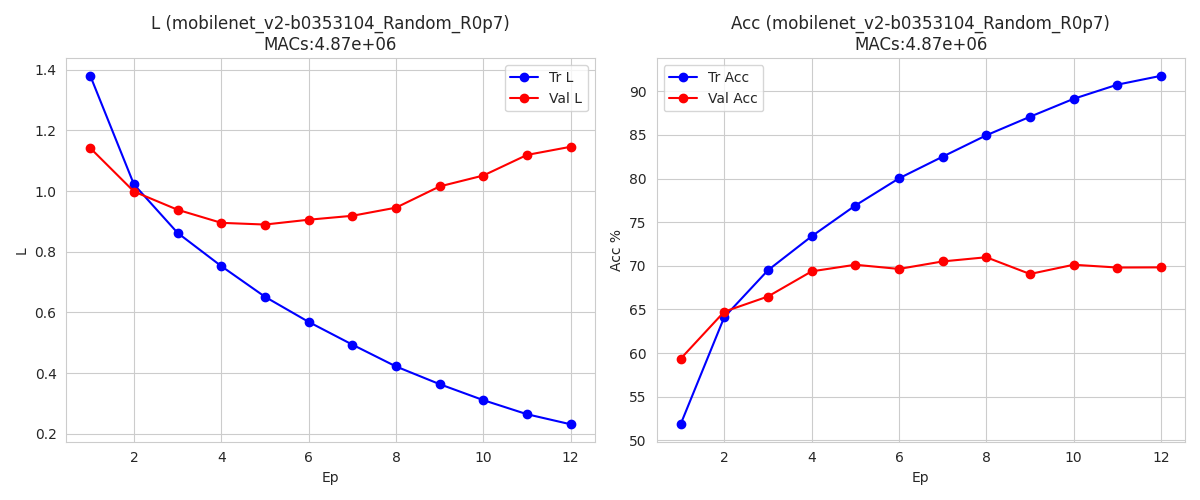 L (mobilenet_v2-b0353104_Random_R0p7)
MACs:4.87e+06
Tr L
Val L
1.4
1.2
1.0
0.8
0.6
0.4
0.2
L
2 4 6 8 10 12
Ep
Acc (mobilenet_v2-b0353104_Random_R0p7)
MACs:4.87e+06
Tr Acc
Val Acc
90
85
80
75
70
65
60
55
50
Acc %
2 4 6 8 10 12
Ep